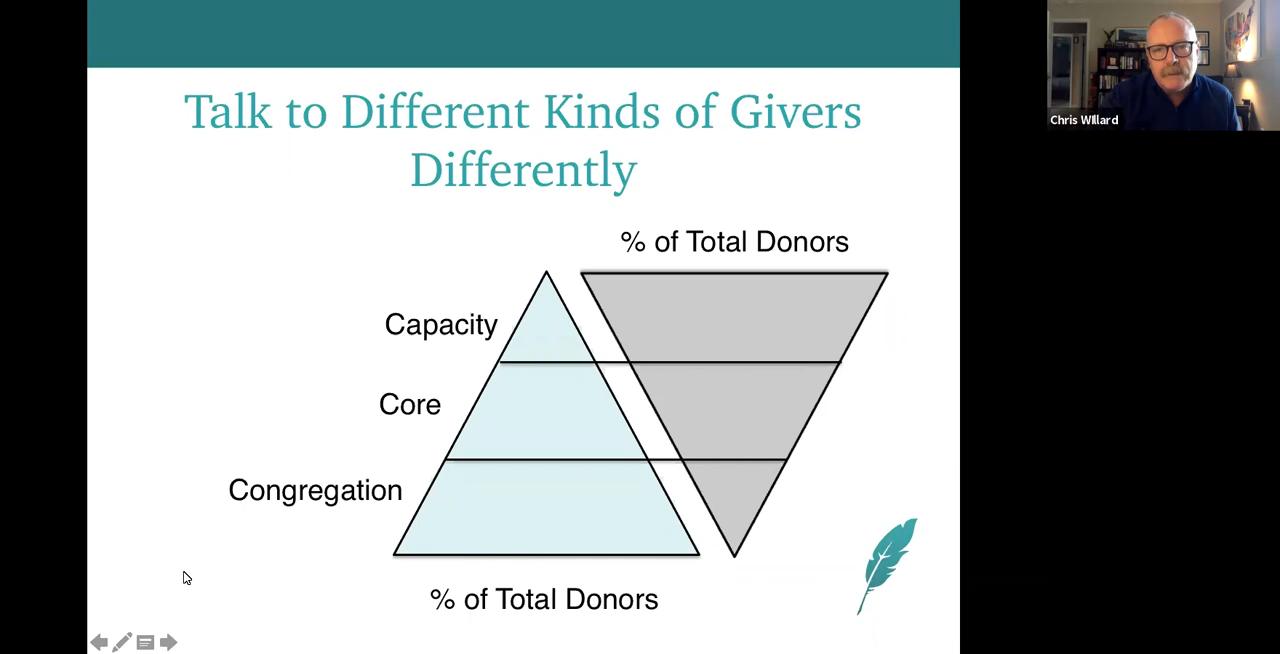 Talk to Different Kinds of Givers
Differently
Chris Willard
% of Total Donors
Capacity
Core
Congregation
% of Total Donors